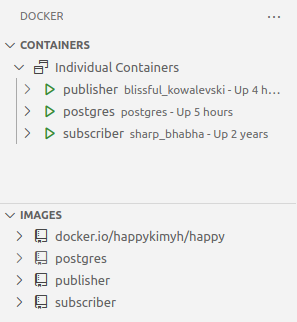 DOCKER
CONTAINERS
Individual Containers
publisher blissful_kowalevski - Up 4 h...
postgres postgres - Up 5 hours
subscriber sharp_bhabha - Up 2 years
IMAGES
docker.io/happykimyh/happy
postgres
publisher
subscriber